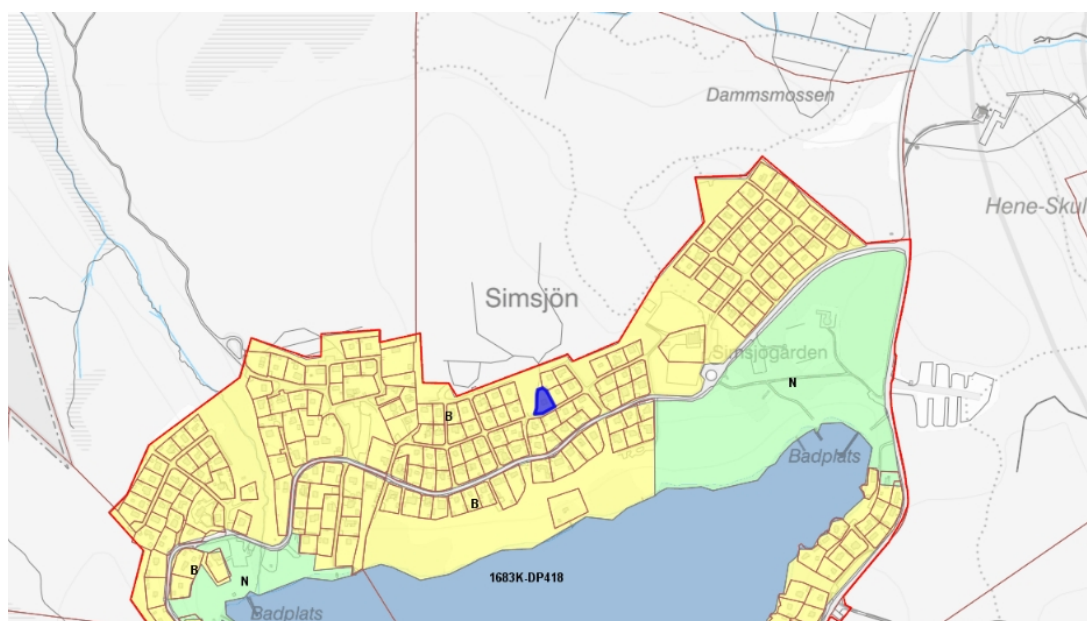 Dammsmossen
Hene-Skul
Simsjön
Simsjögården
N
B
Badplats
B
B
N
1683K-DP418
Badplats